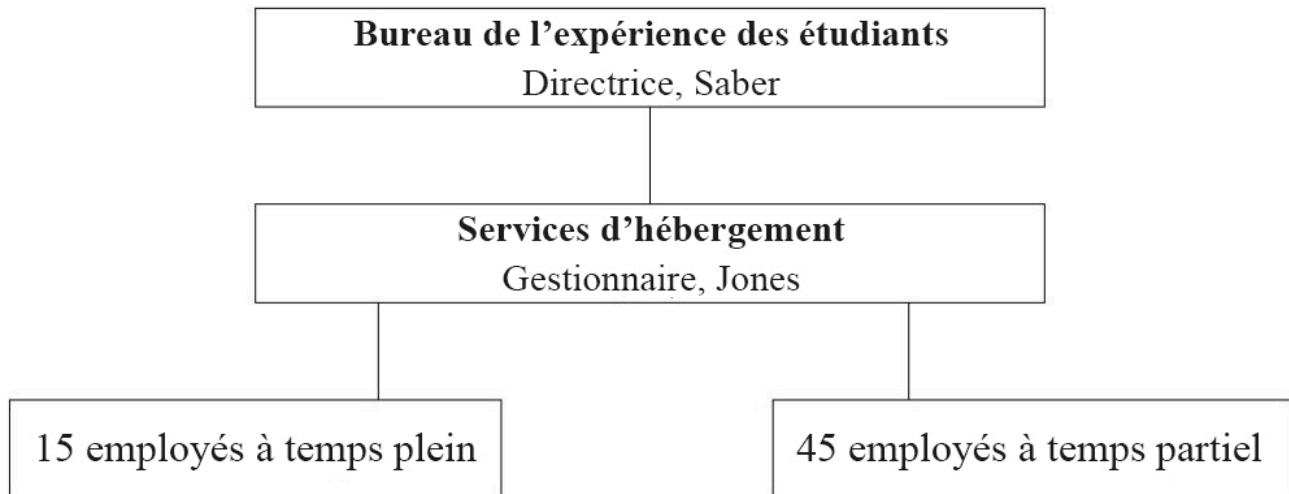 Bureau de l’expérience des étudiants
Directrice, Saber
Services d’hébergement
Gestionnaire, Jones
15 employés à temps plein
45 employés à temps partiel